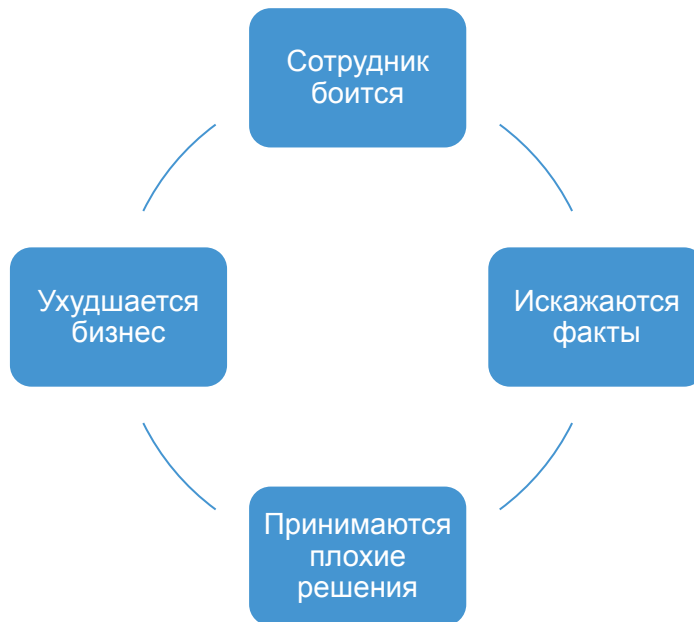 Сотрудник
боится
Искажаются
факты
Принимаются
плохие
решения
Ухудшается
бизнес